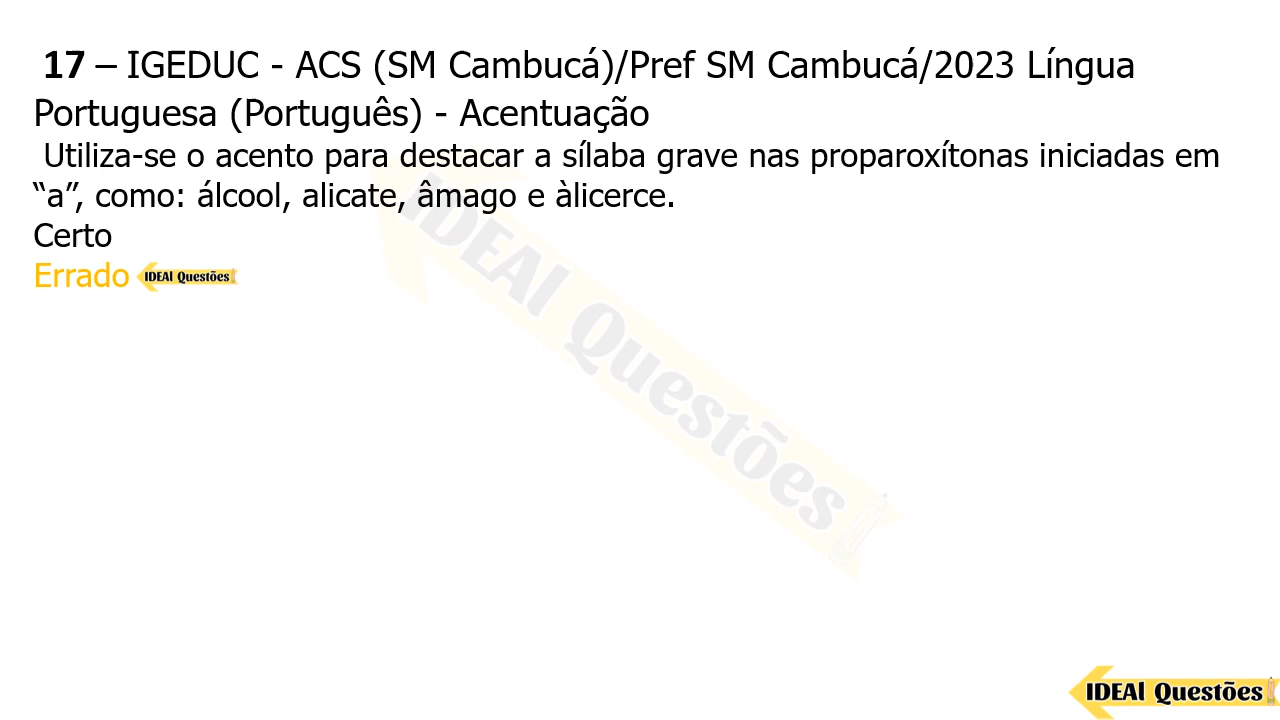 17 – IGEDUC - ACS (SM Cambucá)/Pref SM Cambucá/2023 Língua
Portuguesa (Português) - Acentuação
Utiliza-se o acento para destacar a sílaba grave nas proparoxítonas iniciadas em
“a”, como: álcool, alicate, âmago e àlicerce.
Certo
Errado IDEAl Questões
IDEAl Questões
IDEAl Questões